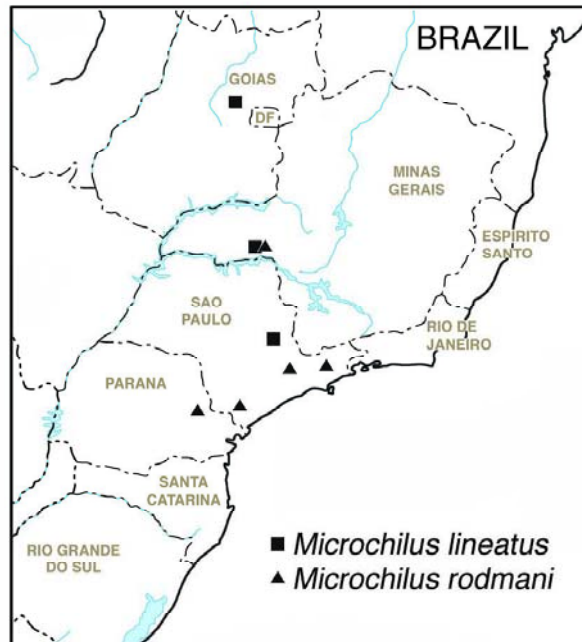 BRAZIL
GOIAS
DF
MINAS
GERAIS
ESPIRITO
SANTO
SAO
PAULO
RIO DE
JANEIRO
PARANA
SANTA
CATARINA
RIO GRANDE
DO SUL
Microchilus lineatus
Microchilus rodmani